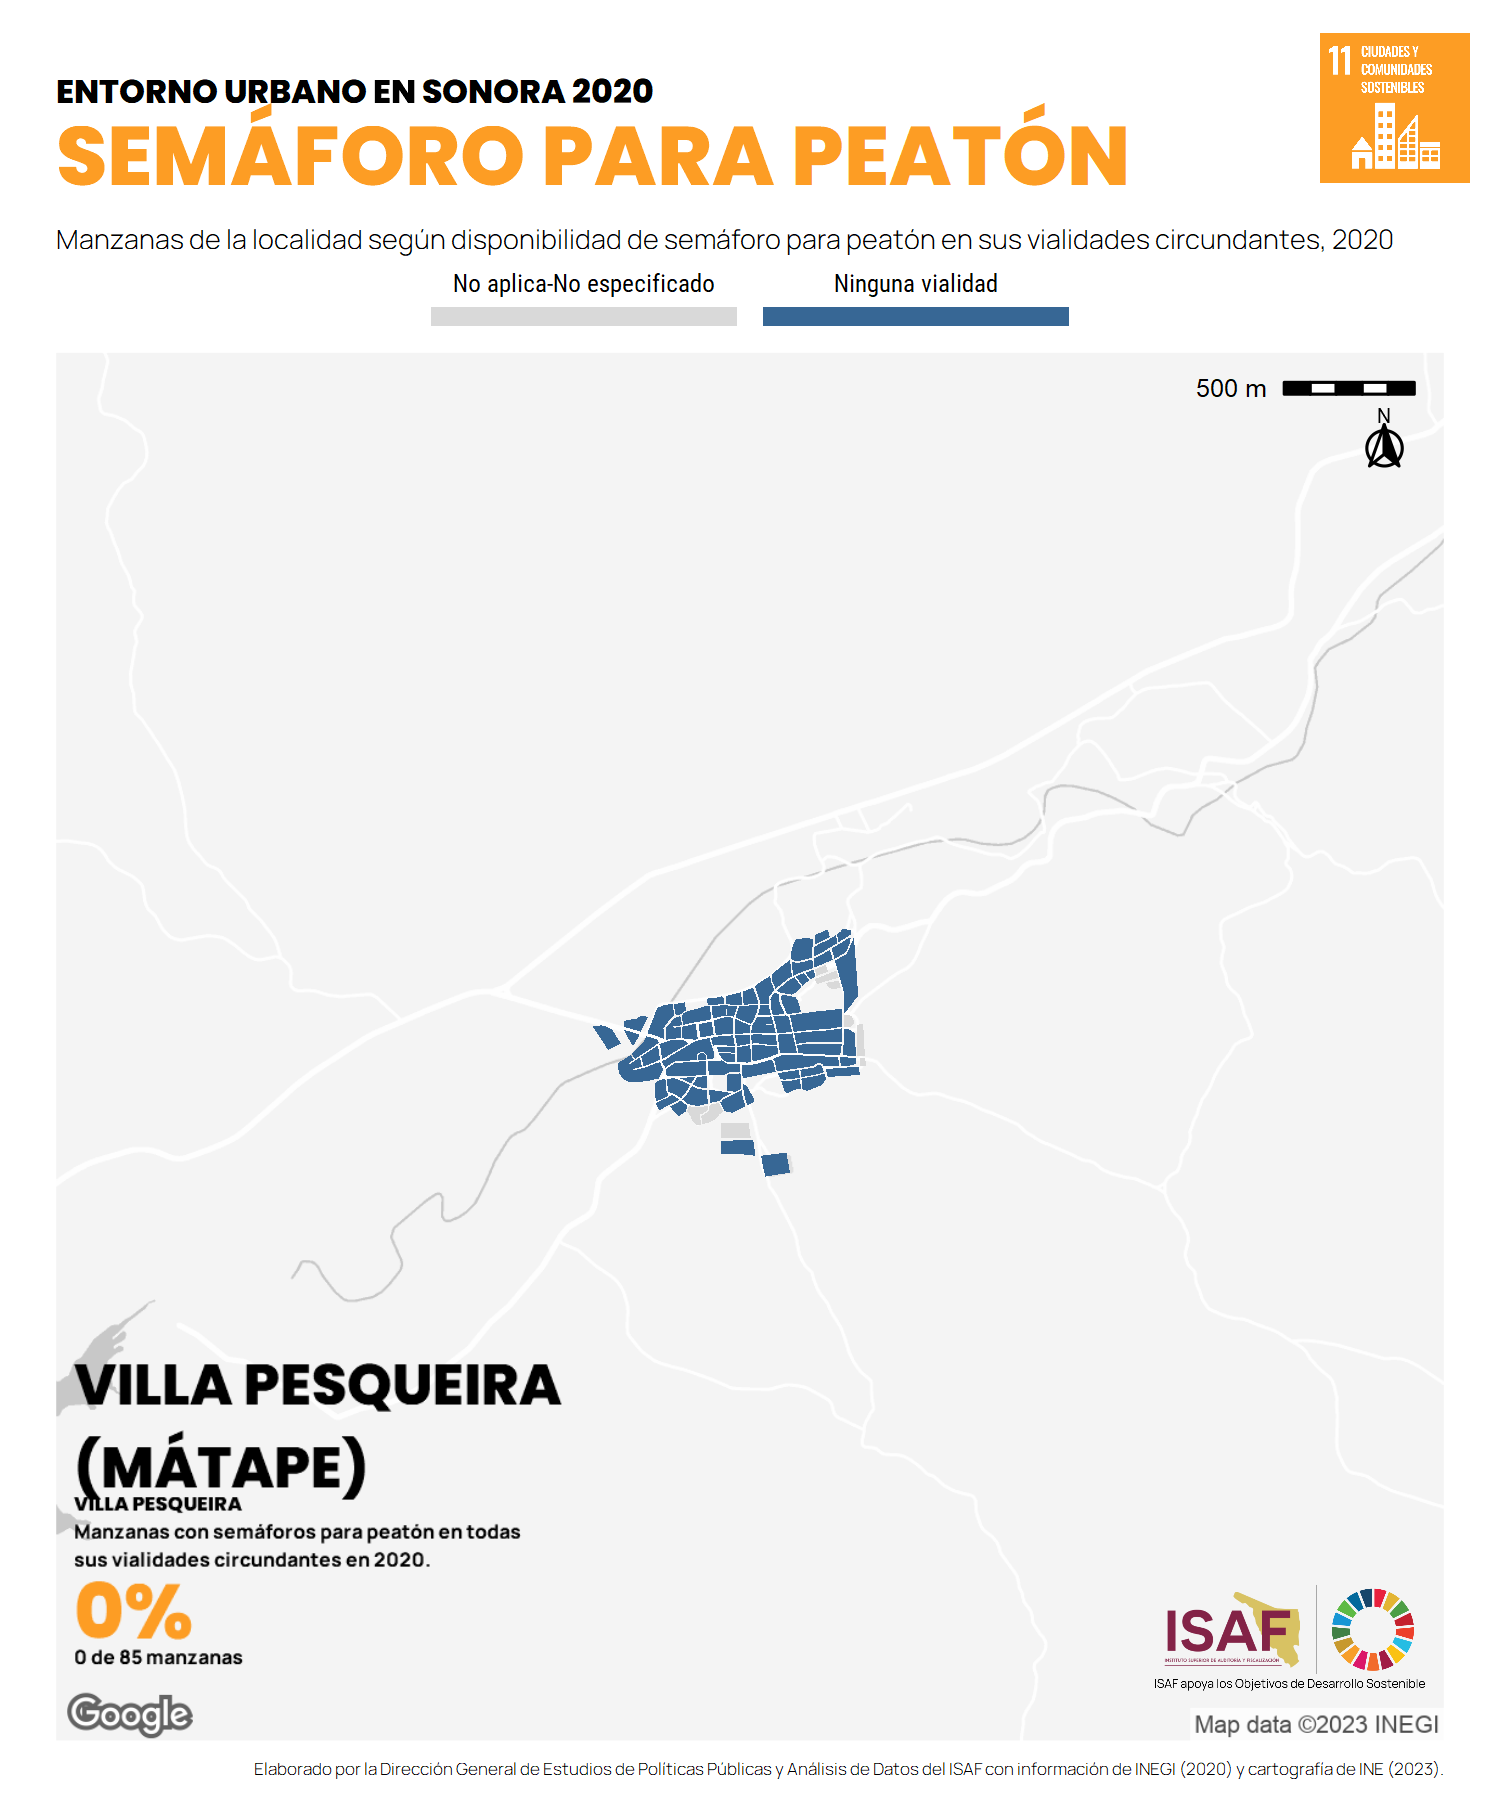 ENTORNO URBANO EN SONORA 2020
SEMÁFORO PARA PEATÓN
11 CIUDADES Y
COMUNIDADES
SOSTENIBLES
Manzanas de la localidad según disponibilidad de semáforo para peatón en sus vialidades circundantes, 2020
No aplica-No especificado
Ninguna vialidad
500 m
N
VILLA PESQUEIRA
(MÁTAPE)
VILLA PESQUEIRA
Manzanas con semáforos para peatón en todas
sus vialidades circundantes en 2020.
0%
0 de 85 manzanas
Google
ISAF
INSTITUTO SUPERIOR DE AUDITORÍA Y FISCALIZACIÓN
ISAF apoya los Objetivos de Desarrollo Sostenible
Map data ©2023 INEGI
Elaborado por la Dirección General de Estudios de Políticas Públicas y Análisis de Datos del ISAF con información de INEGI (2020) y cartografía de INE (2023).